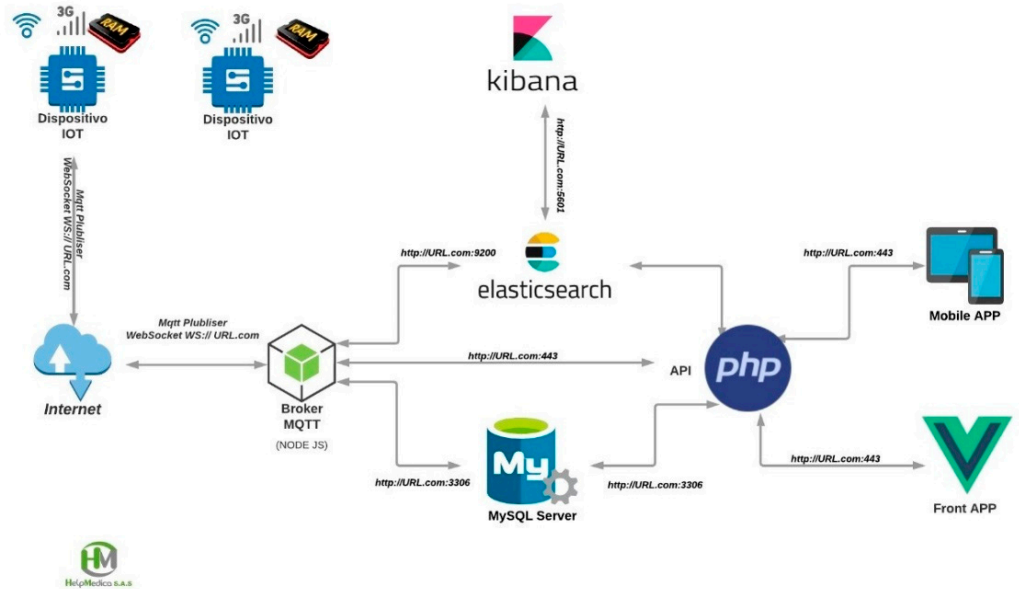 3G
RAM
3G
RAM
Dispositivo
IOT
Dispositivo
IOT
kibana
http://URL.com:5601
Mqtt Plubliser
WebSocket WS:// URL.com
http://URL.com:9200
elasticsearch
http://URL.com:443
Mobile APP
Mqtt Plubliser
WebSocket WS:// URL.com
Internet
Broker
MQTT
(NODE JS)
http://URL.com:443
API
php
http://URL.com:3306
My
MySQL Server
http://URL.com:3306
http://URL.com:443
Front APP
HM
HelpMedica S.A.S